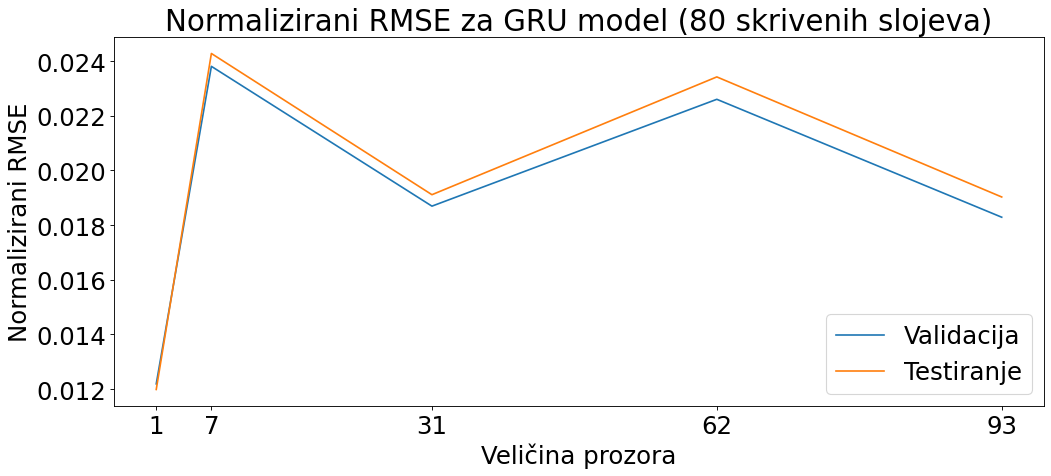 Normalizirani RMSE za GRU model (80 skrivenih slojeva)
Normalizirani RMSE
0.024
0.022
0.020
0.018
0.016
0.014
0.012
Validacija
Testiranje
1 7 31 62 93
Veličina prozora